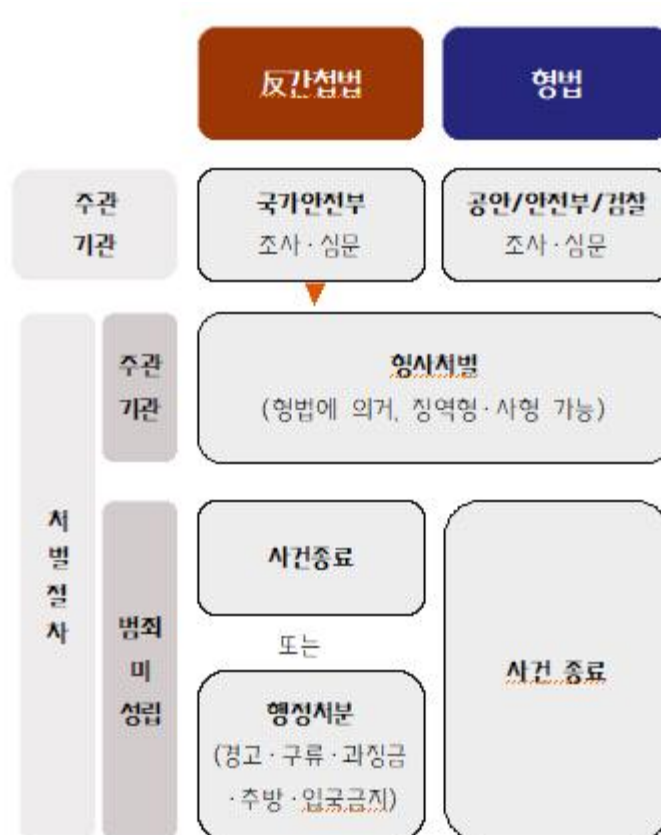 反간첩법
형법
주관
기관
국가안전부
조사·심문
공안/안전부/검찰
조사·심문
처
벌
절
차
주관
기관
형사처벌
(형법에 의거, 징역형·사형 가능)
범죄
미
성립
사건종료
또는
행정처분
(경고·구류·과징금
·추방·입국금지)
사건 종료